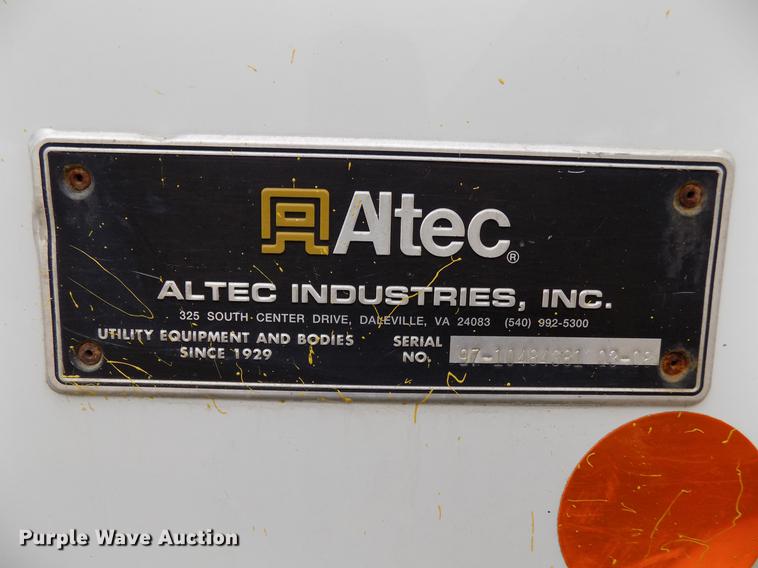 Altec®
ALTEC INDUSTRIES, INC.
325 SOUTH CENTER DRIVE, DALEVILLE, VA 24083 (540) 992-5300
UTILITY EQUIPMENT AND BODIES
SINCE 1929
SERIAL
NO.
Purple Wave Auction